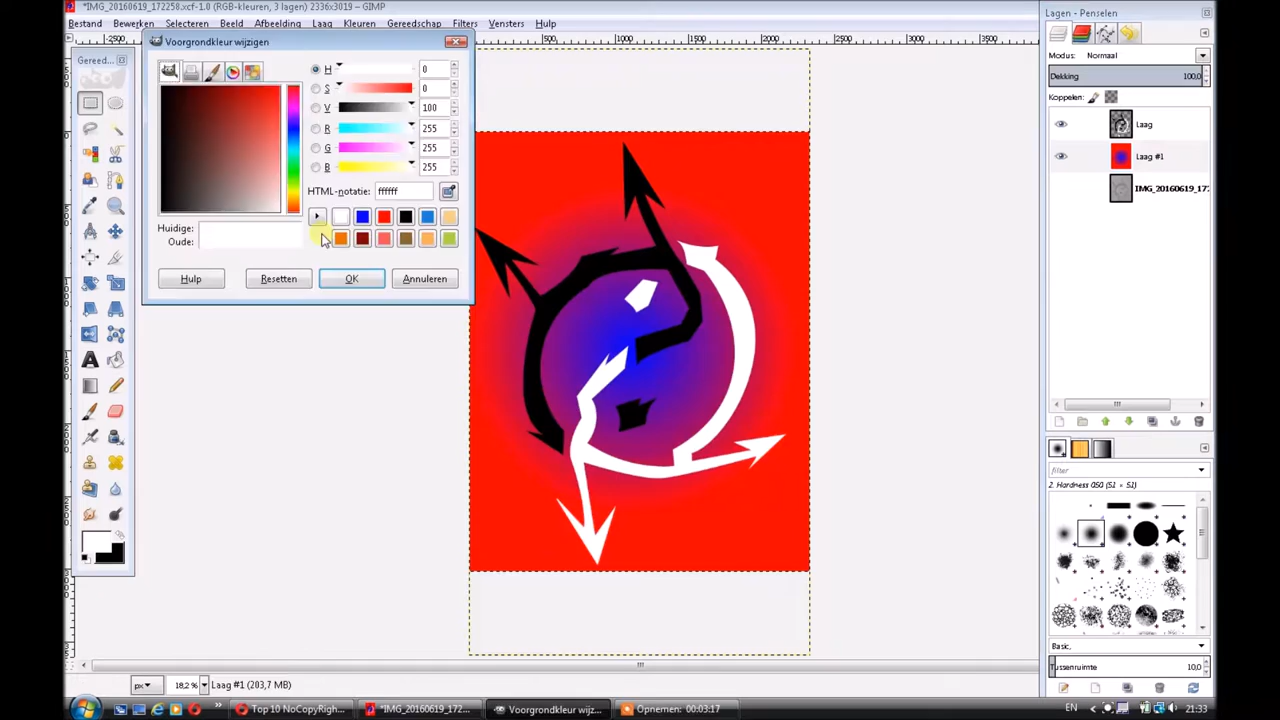 *IMG_20160619_172258.xcf-1.0 (RGB-kleuren, 3 lagen) 2336x3019 – GIMP
Bestand Bewerken Selecteren Beeld Afbeelding Laag Kleuren Gereedschap Filters Vensters Hulp
Lagen - Penselen
Gereed...
Voorgrondkleur wijzigen
H 0
S 0
V 100
R 255
G 255
B 255
HTML-notatie: ffffff
Huidige:
Oude:
Hulp Resetten OK Annuleren
Modus: Normaal
Dekking 100,0
Koppelen:
Laag
Laag #1
IMG_20160619_172
filter
2. Hardness 050 (51 × 51)
Basic,
Tussenruimte 10,0
px 18,2 % Laag #1 (203,7 MB)
Top 10 NoCopyRigh... *IMG_20160619_172... Voorgrondkleur wijz... Opnemen: 00:03:17
EN 21:33